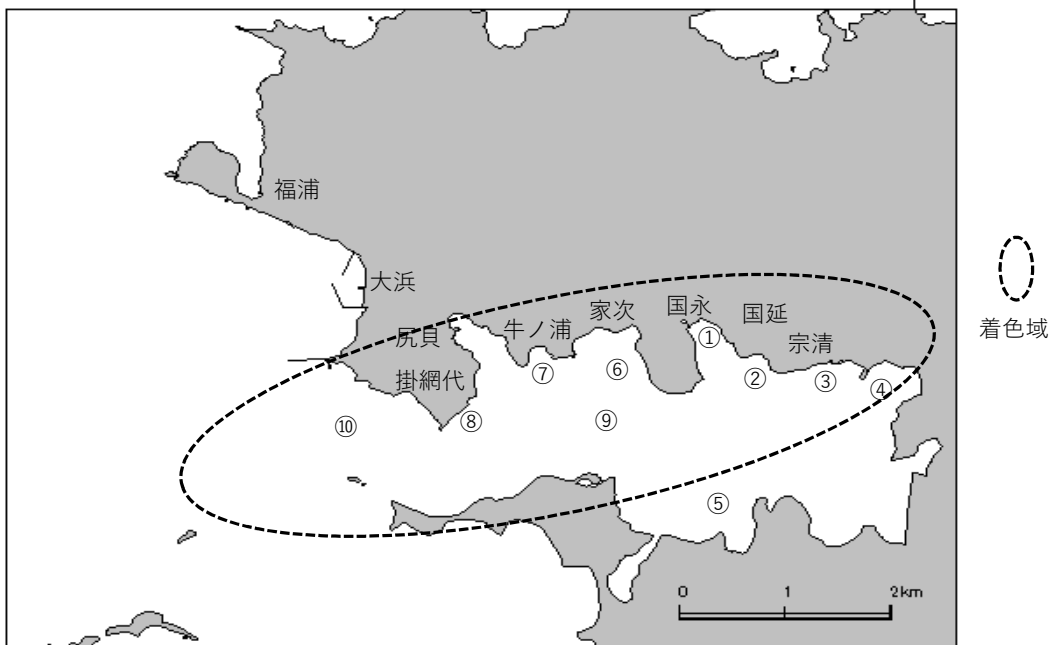 福浦
大浜
尻貝
掛網代
牛ノ浦
家次
国永
国延
宗清
①
②
③
④
⑤
⑥
⑦
⑧
⑨
⑩
着色域
0 1 2km